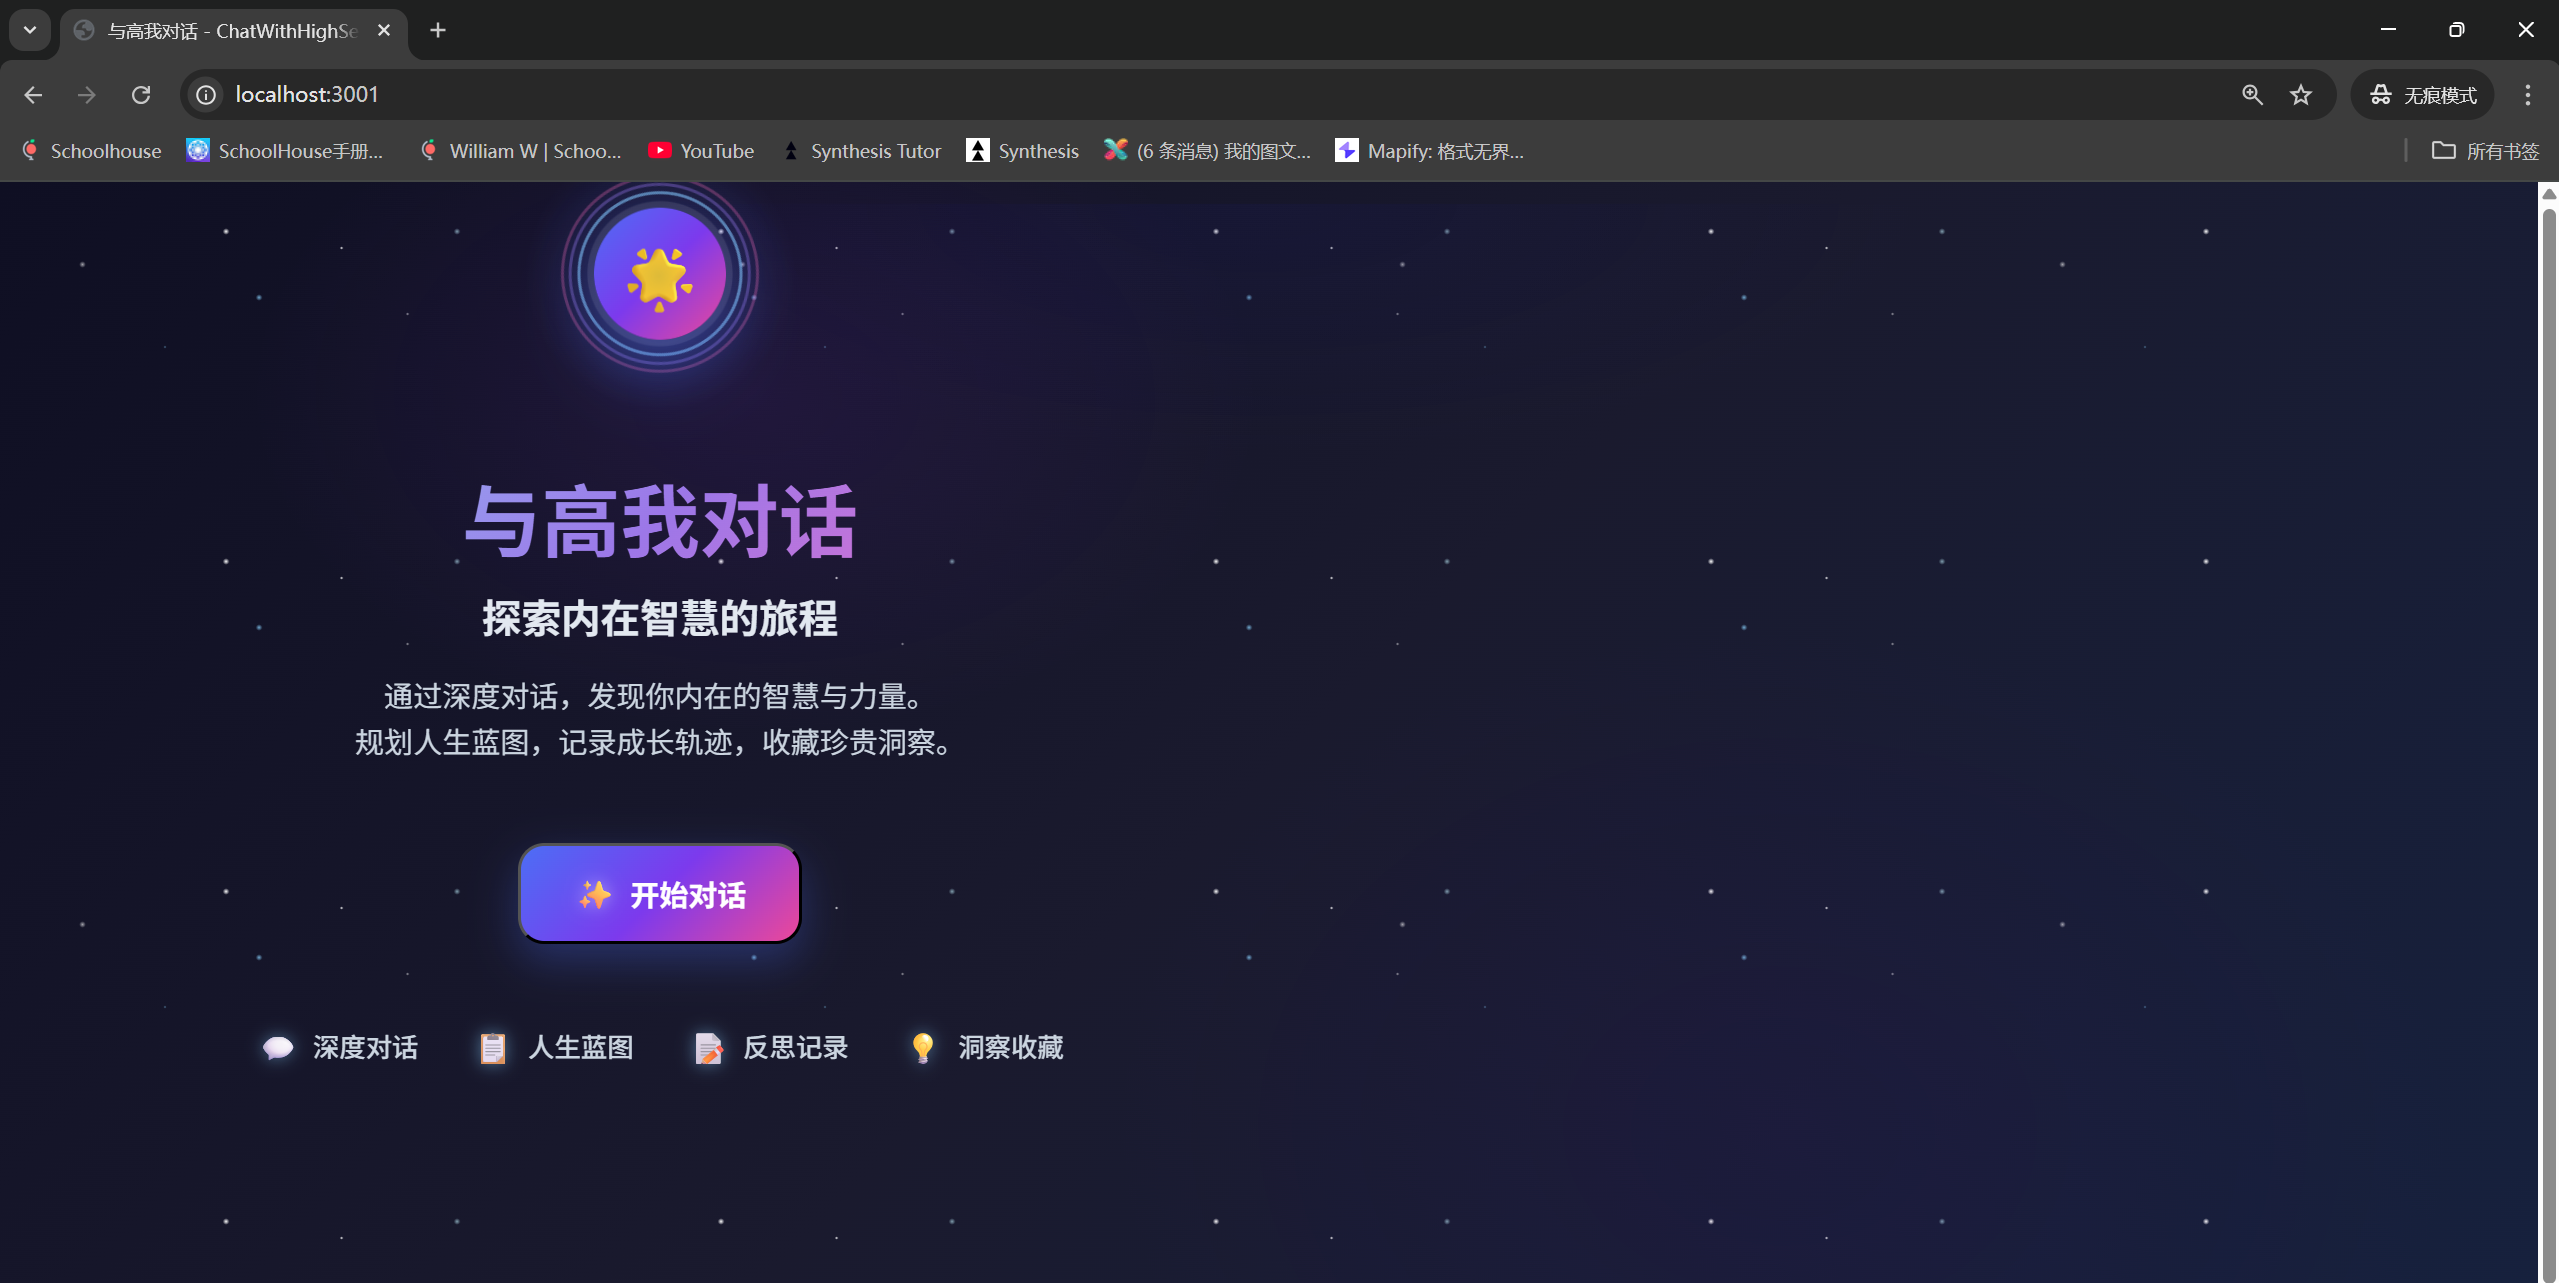 与高我对话 - ChatWithHighSe
localhost:3001
无痕模式
Schoolhouse
SchoolHouse手册...
William W | Schoo...
YouTube
Synthesis Tutor
Synthesis
(6 条消息) 我的图文...
Mapify: 格式无界...
所有书签
与高我对话
探索内在智慧的旅程
通过深度对话，发现你内在的智慧与力量。
规划人生蓝图，记录成长轨迹，收藏珍贵洞察。
✨ 开始对话
深度对话
人生蓝图
反思记录
洞察收藏